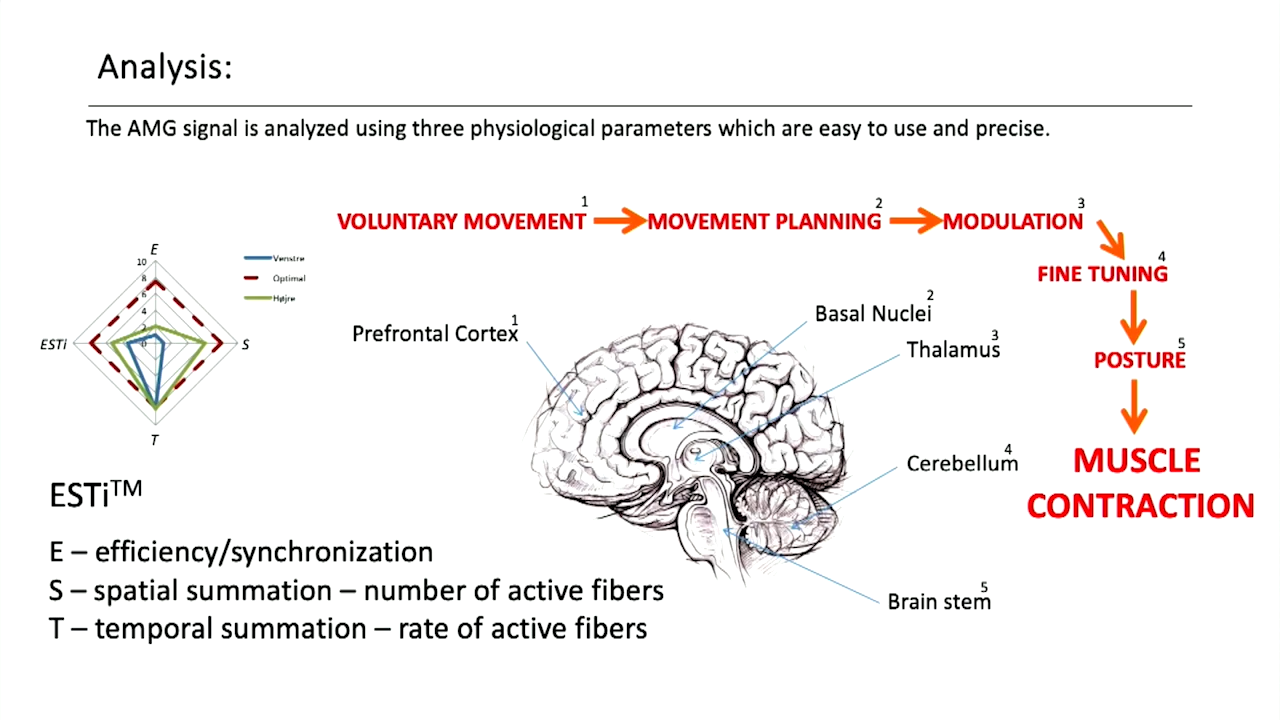 Analysis:
The AMG signal is analyzed using three physiological parameters which are easy to use and precise.
VOLUNTARY MOVEMENT 1
MOVEMENT PLANNING 2
MODULATION 3
FINE TUNING 4
POSTURE 5
MUSCLE
CONTRACTION
E
10
8
6
4
2
0
ESTi
S
T
Venstre
Optimal
Højre
Prefrontal Cortex 1
Basal Nuclei 2
Thalamus 3
Cerebellum 4
Brain stem 5
ESTi™
E – efficiency/synchronization
S – spatial summation – number of active fibers
T – temporal summation – rate of active fibers